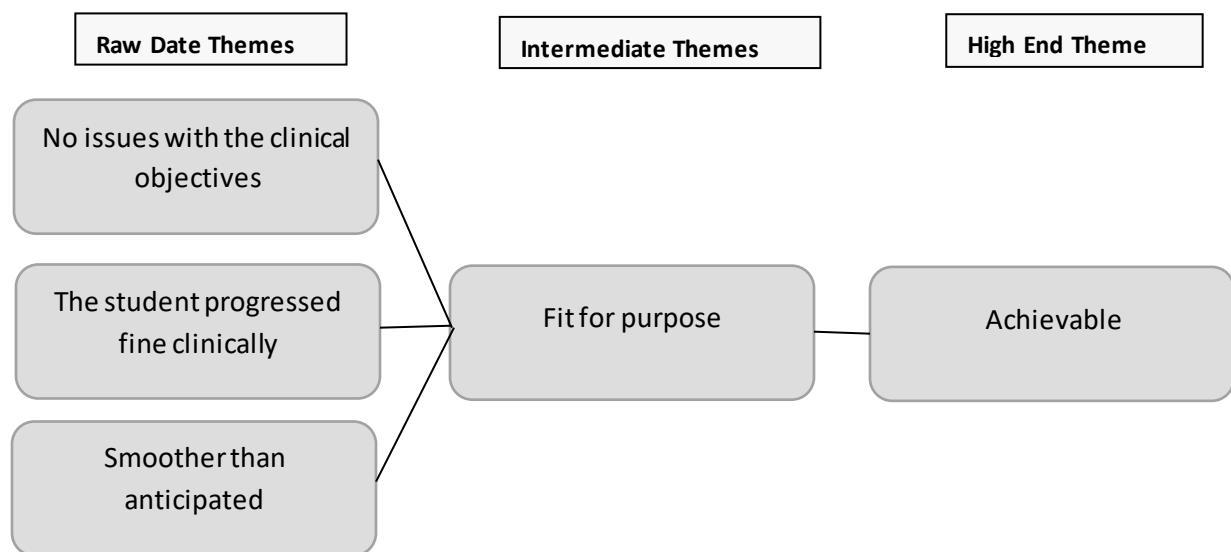 Raw Date Themes
Intermediate Themes
High End Theme
No issues with the clinical
objectives
The student progressed
fine clinically
Fit for purpose
Achievable
Smoother than
anticipated